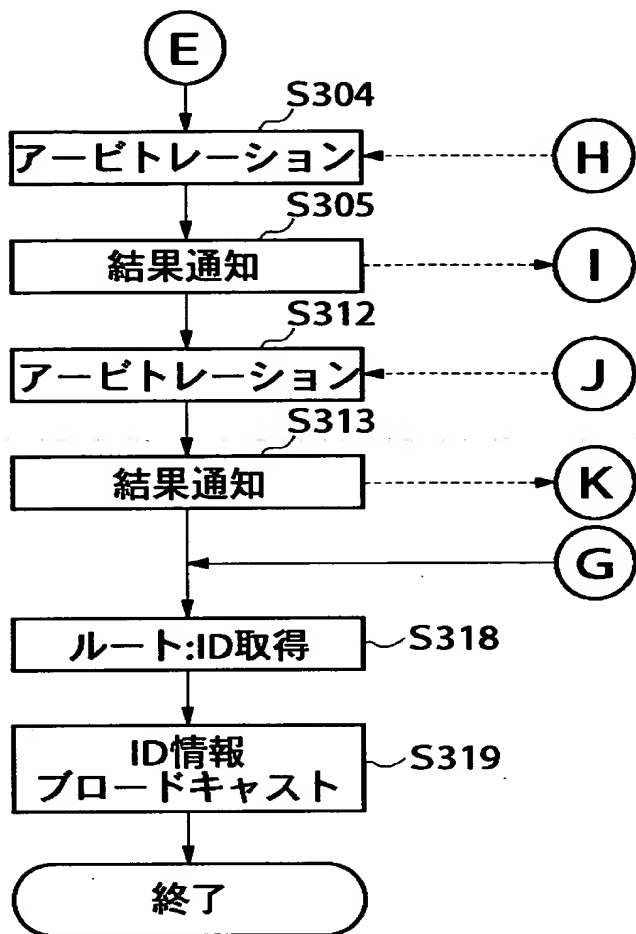 E
S304
アービトレーション
H
S305
結果通知
I
S312
アービトレーション
J
S313
結果通知
K
G
ルート:ID取得
S318
ID情報
ブロードキャスト
S319
終了